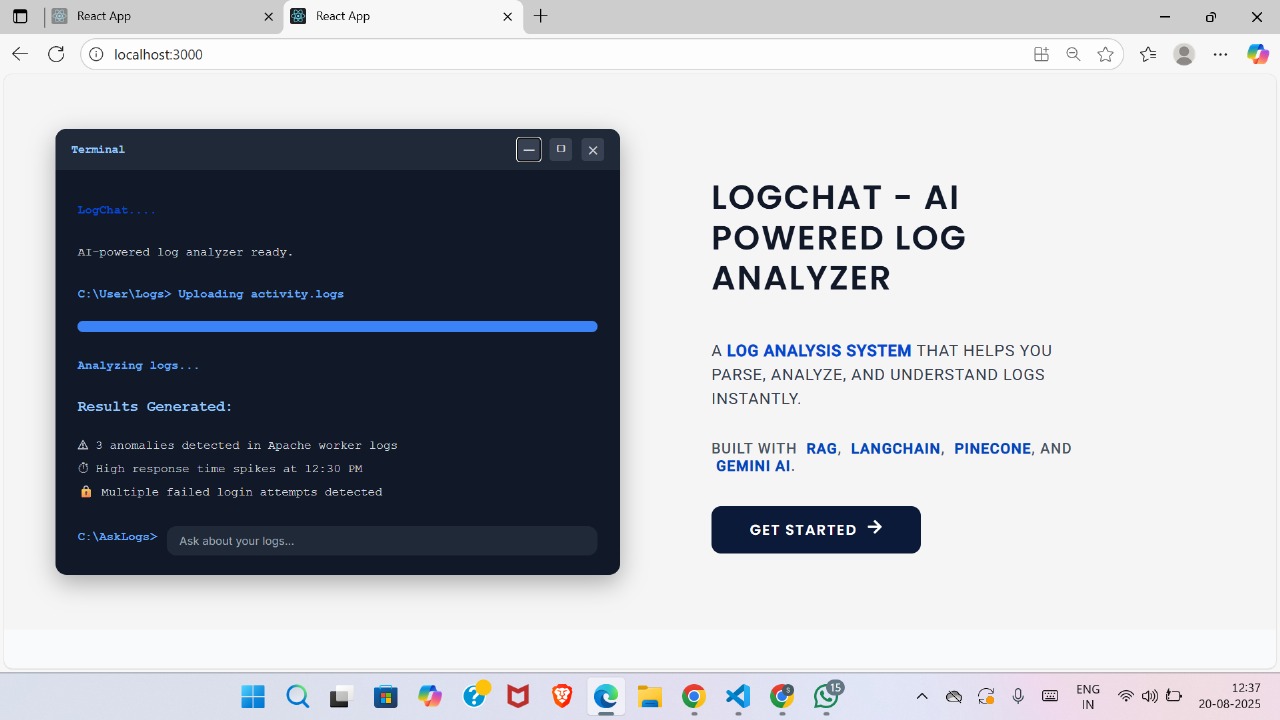 React App
React App
localhost:3000
Terminal
LogChat....
AI-powered log analyzer ready.
C:\User\Logs> Uploading activity.logs
Analyzing logs...
Results Generated:
⚠ 3 anomalies detected in Apache worker logs
⏱ High response time spikes at 12:30 PM
🔒 Multiple failed login attempts detected
C:\AskLogs> Ask about your logs...
LOGCHAT - AI
POWERED LOG
ANALYZER
A LOG ANALYSIS SYSTEM THAT HELPS YOU
PARSE, ANALYZE, AND UNDERSTAND LOGS
INSTANTLY.
BUILT WITH RAG, LANGCHAIN, PINECONE, AND
GEMINI AI.
GET STARTED →
15
ENG
IN
12:37
20-08-2025